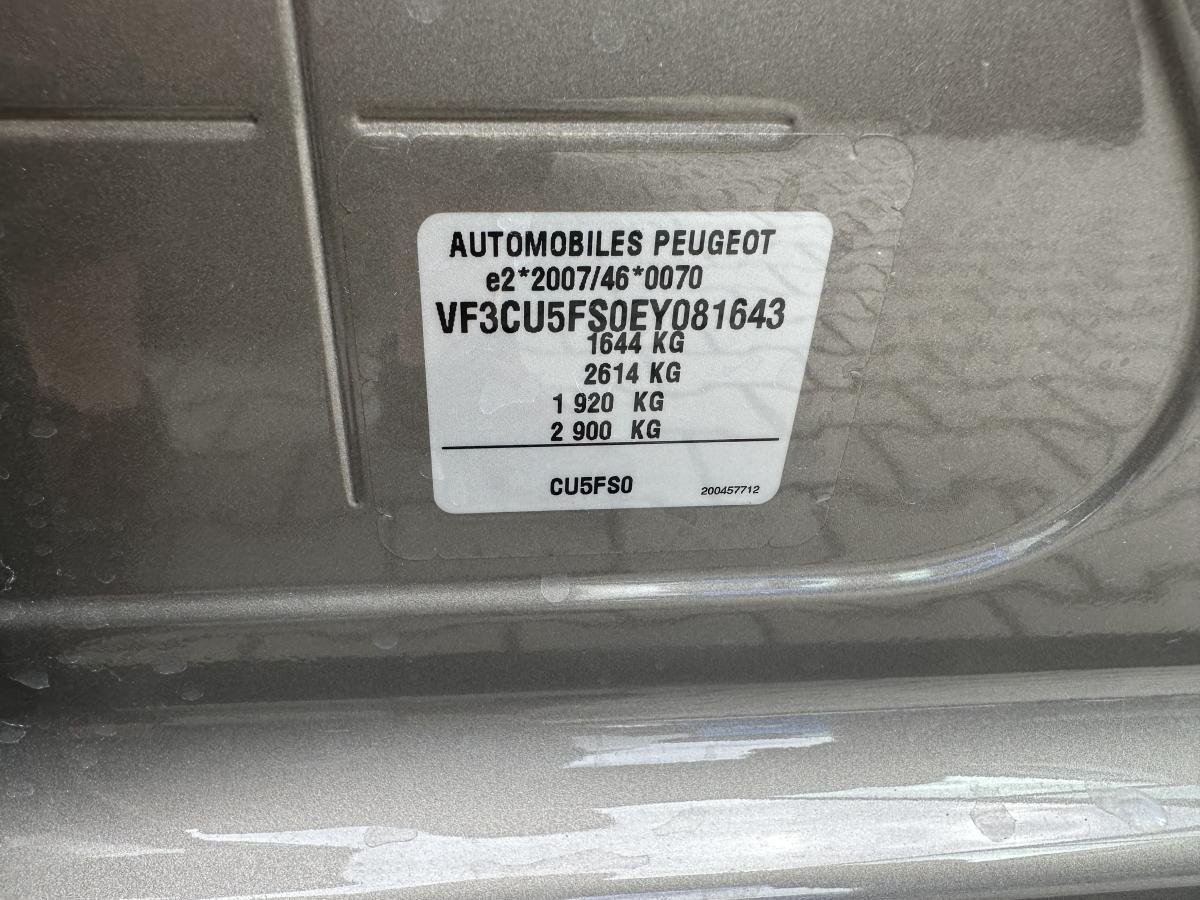 AUTOMOBILES PEUGEOT
e2*2007/46*0070
VF3CU5FS0EY081643
1644 KG
2614 KG
1 920 KG
2 900 KG
CU5FS0
200457712